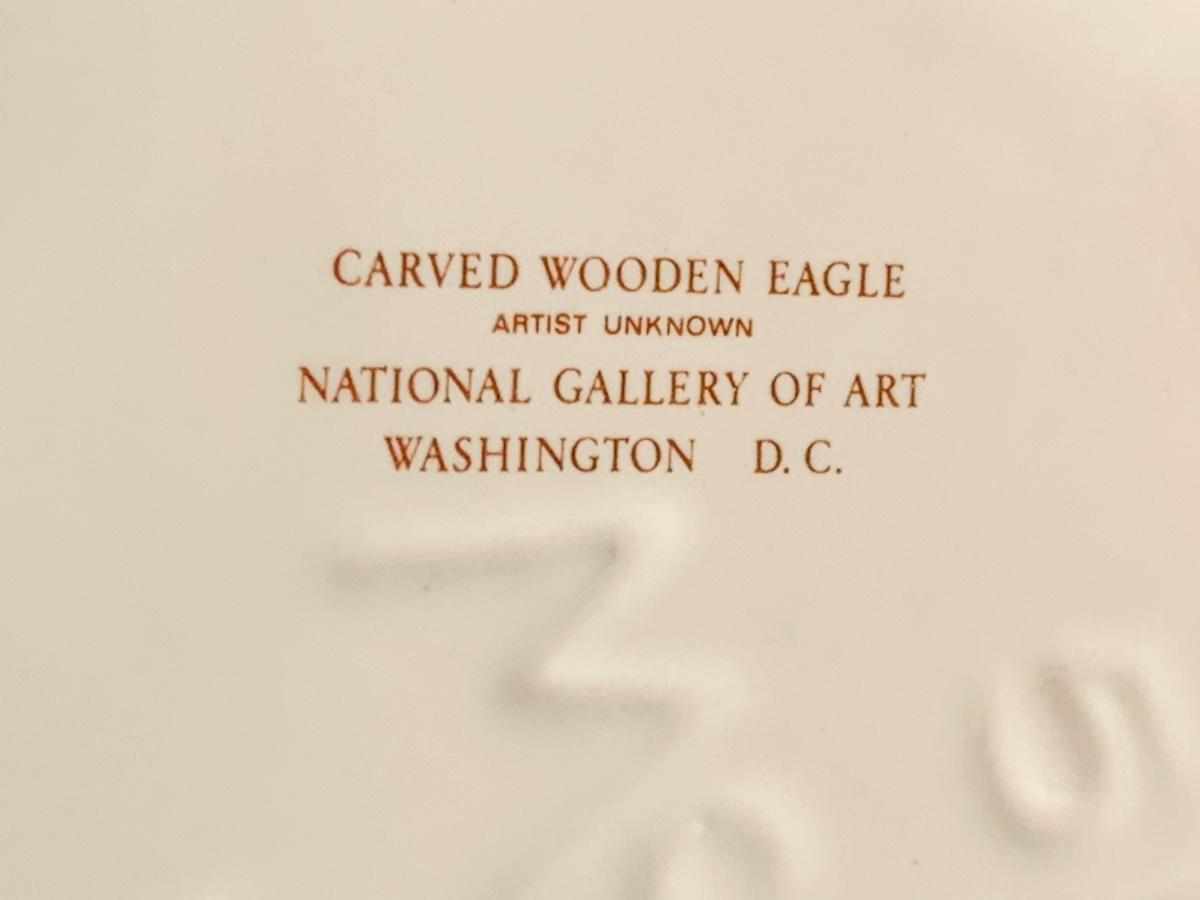 CARVED WOODEN EAGLE
ARTIST UNKNOWN
NATIONAL GALLERY OF ART
WASHINGTON D. C.